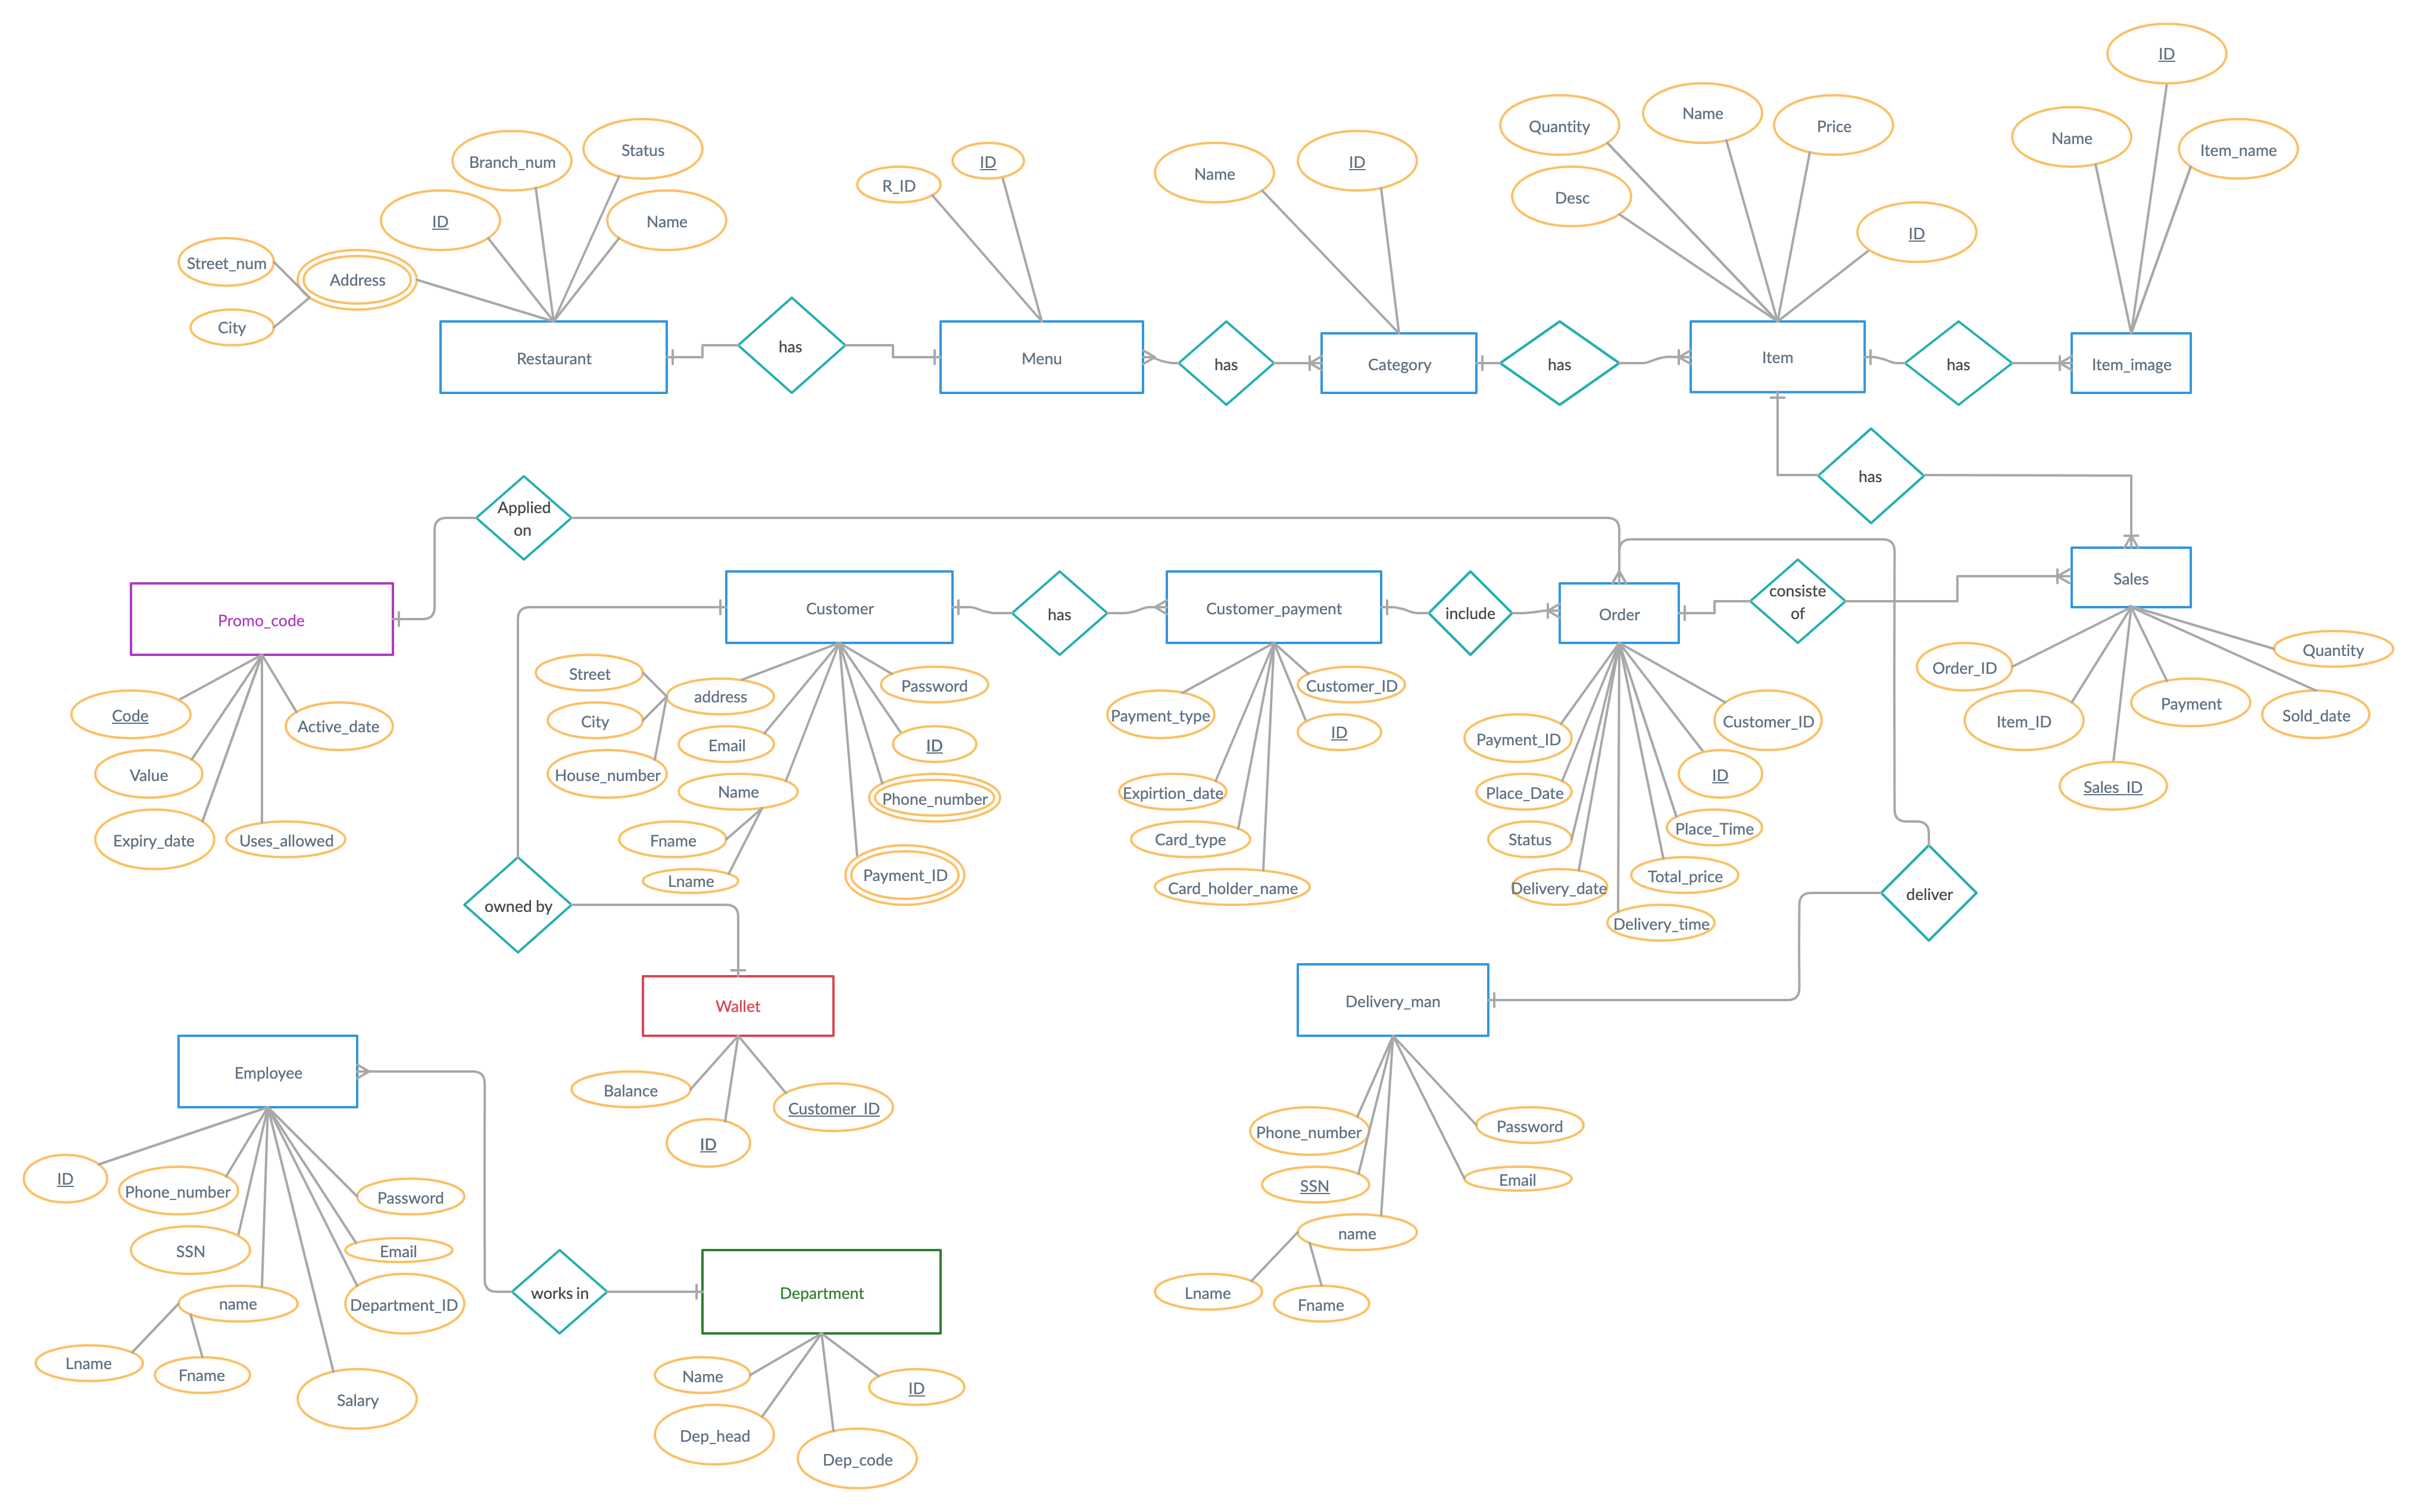 ID
Quantity
Name
Price
Name
Item_name
Branch_num
Status
R_ID
ID
Name
ID
Desc
ID
ID
Name
Street_num
Address
City
Restaurant
has
Menu
has
Category
has
Item
has
Item_image
has
Applied
on
Promo_code
Customer
has
Customer_payment
include
Order
consiste
of
Sales
Code
Active_date
Value
Expiry_date
Uses_allowed
Street
address
Password
City
Email
ID
House_number
Name
Phone_number
Fname
Lname
Payment_ID
Payment_type
Customer_ID
ID
Expirtion_date
Card_type
Card_holder_name
Payment_ID
Customer_ID
Place_Date
ID
Status
Place_Time
Delivery_date
Total_price
Delivery_time
Order_ID
Quantity
Item_ID
Payment
Sold_date
Sales_ID
owned by
deliver
Wallet
Delivery_man
Balance
Customer_ID
ID
Employee
ID
Phone_number
Password
SSN
Email
name
Department_ID
Lname
Fname
Salary
works in
Department
Name
ID
Dep_head
Dep_code
Phone_number
Password
SSN
Email
name
Lname
Fname